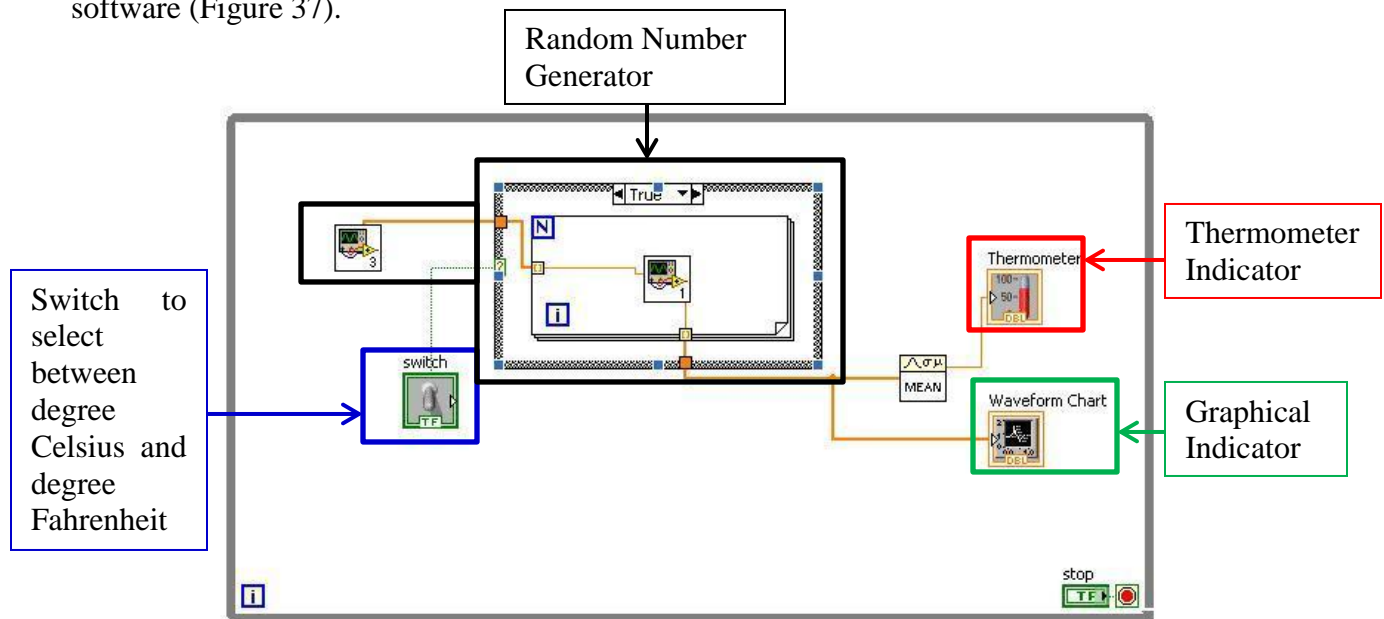 software (Figure 37).
Random Number
Generator
True
3
N
1
i
?
switch
TF
Switch to
select
between
degree
Celsius and
degree
Fahrenheit
Thermometer
100-
50-
DBL
Thermometer
Indicator
MEAN
Waveform Chart
DBL
Graphical
Indicator
i
stop
TF